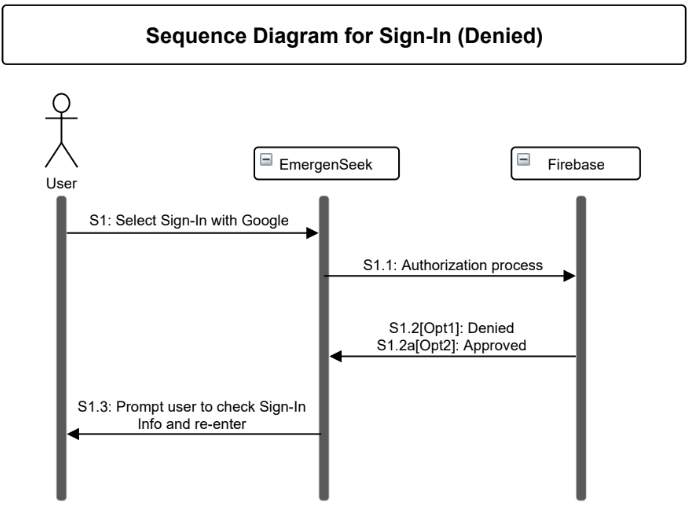 Sequence Diagram for Sign-In (Denied)
EmergenSeek
Firebase
User
S1: Select Sign-In with Google
S1.1: Authorization process
S1.2[Opt1]: Denied
S1.2a[Opt2]: Approved
S1.3: Prompt user to check Sign-In
Info and re-enter